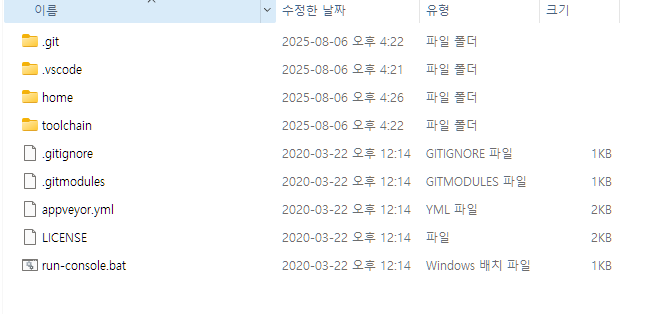 이름 수정한 날짜 유형 크기
.git 2025-08-06 오후 4:22 파일 폴더
.vscode 2025-08-06 오후 4:21 파일 폴더
home 2025-08-06 오후 4:26 파일 폴더
toolchain 2025-08-06 오후 4:22 파일 폴더
.gitignore 2020-03-22 오후 12:14 GITIGNORE 파일 1KB
.gitmodules 2020-03-22 오후 12:14 GITMODULES 파일 1KB
appveyor.yml 2020-03-22 오후 12:14 YML 파일 2KB
LICENSE 2020-03-22 오후 12:14 파일 2KB
run-console.bat 2020-03-22 오후 12:14 Windows 배치 파일 1KB